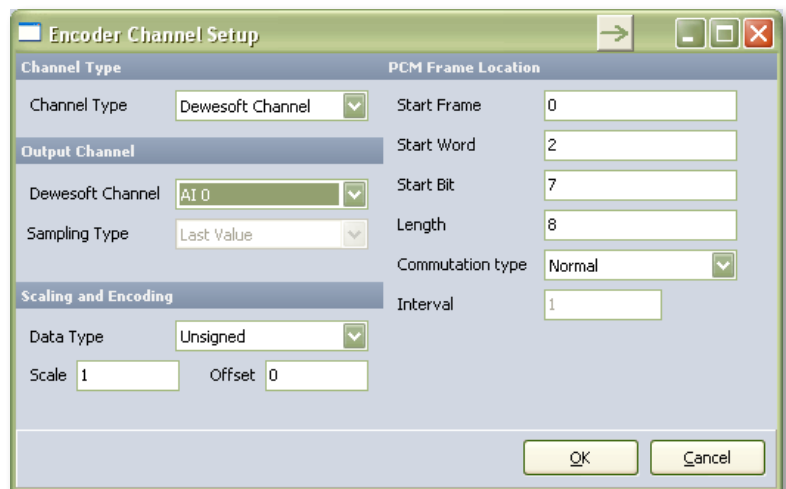 Encoder Channel Setup
Channel Type
Channel Type Dewesoft Channel
Output Channel
Dewesoft Channel AI 0
Sampling Type Last Value
Scaling and Encoding
Data Type Unsigned
Scale 1 Offset 0
PCM Frame Location
Start Frame 0
Start Word 2
Start Bit 7
Length 8
Commutation type Normal
Interval 1
OK Cancel